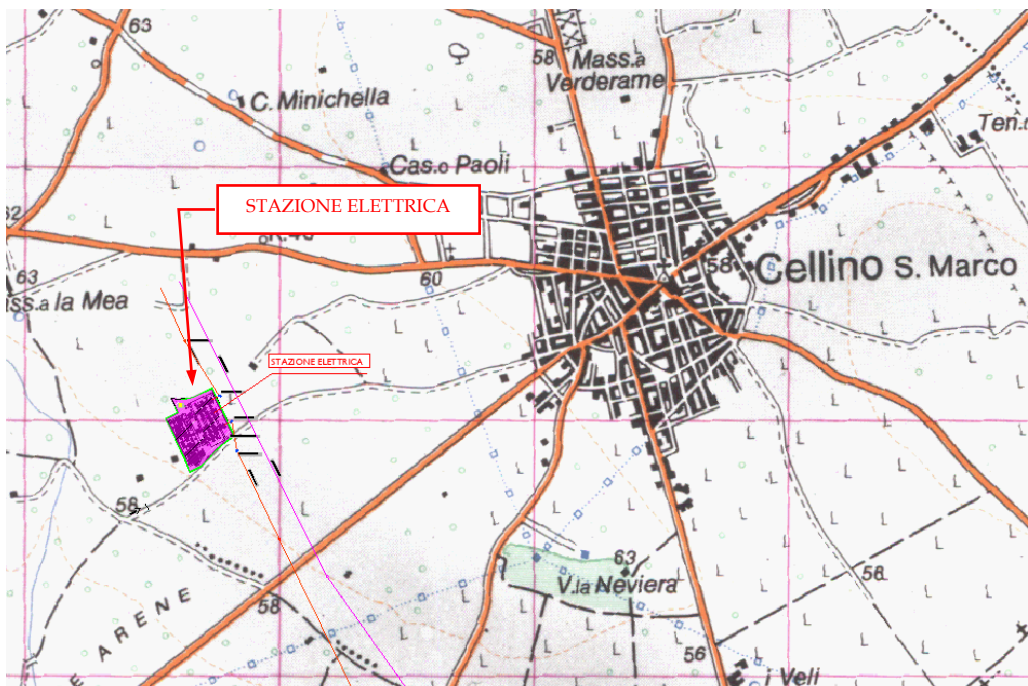 63
58
Mass.a
Verderame
C. Minichella
Ten.
Cas.o Paoli
STAZIONE ELETTRICA
63
60
58
Cellino S. Marco
ss.a la Mea
STAZIONE ELETTRICA
58
63
V.la Neviera
58
58
ARENE
56
i Veli